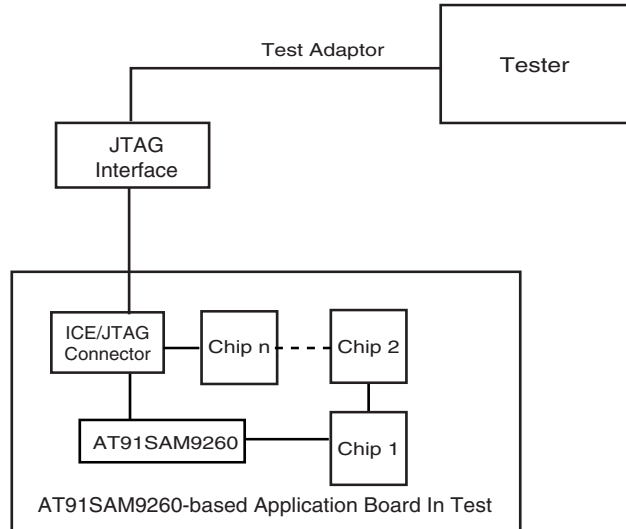 Test Adaptor
Tester
JTAG
Interface
ICE/JTAG
Connector
Chip n
Chip 2
AT91SAM9260
Chip 1
AT91SAM9260-based Application Board In Test